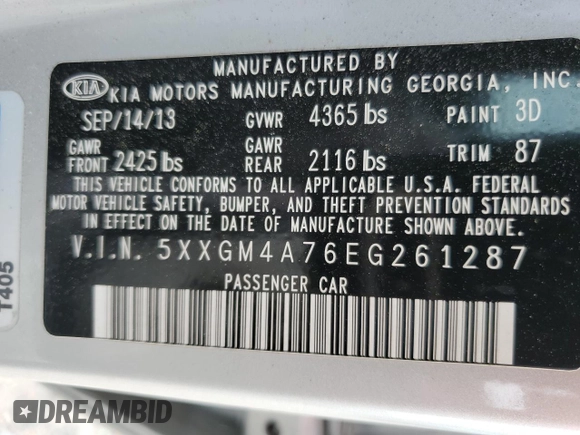 MANUFACTURED BY
KIA KIA MOTORS MANUFACTURING GEORGIA, INC.
SEP/14/13 GVWR 4365 lbs PAINT 3D
GAWR FRONT 2425 lbs GAWR REAR 2116 lbs TRIM 87
THIS VEHICLE CONFORMS TO ALL APPLICABLE U.S.A. FEDERAL
MOTOR VEHICLE SAFETY, BUMPER, AND THEFT PREVENTION STANDARDS
IN EFFECT ON THE DATE OF MANUFACTURE SHOWN ABOVE.
V.I.N. 5XXGM4A76EG261287
PASSENGER CAR
T405
DREAMBID